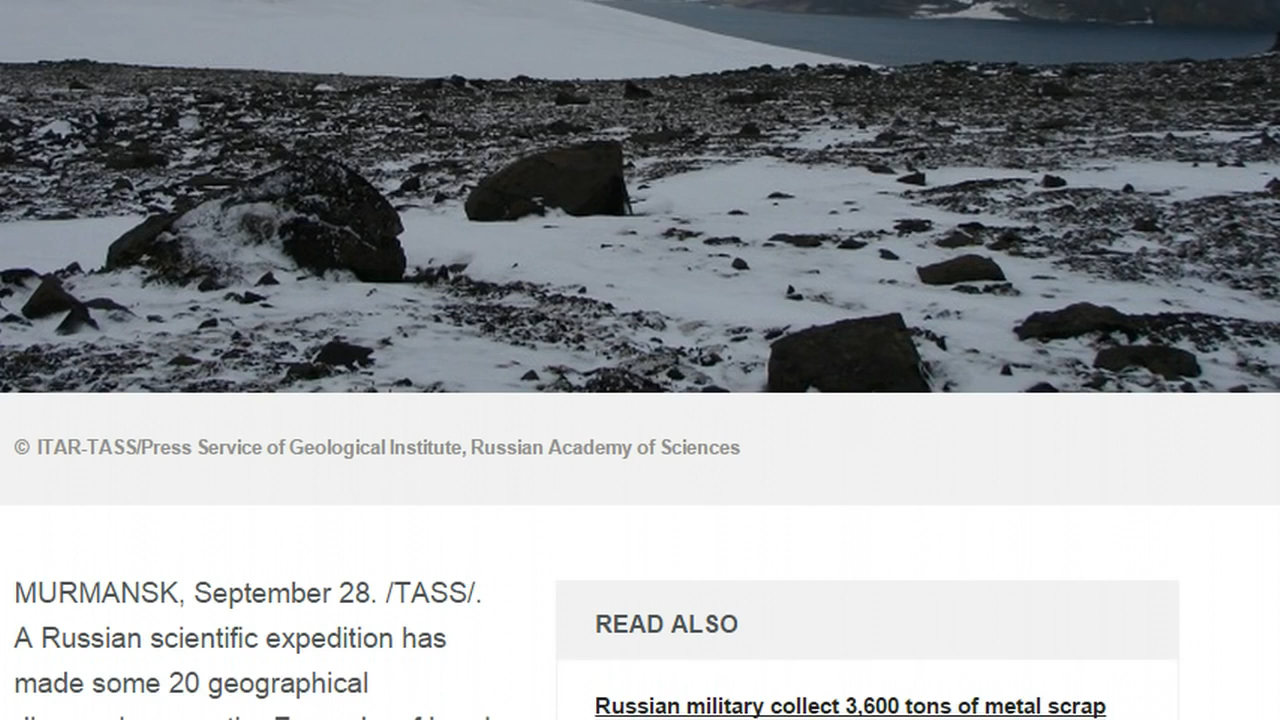 © ITAR-TASS/Press Service of Geological Institute, Russian Academy of Sciences
MURMANSK, September 28. /TASS/.
A Russian scientific expedition has
made some 20 geographical
READ ALSO
Russian military collect 3,600 tons of metal scrap